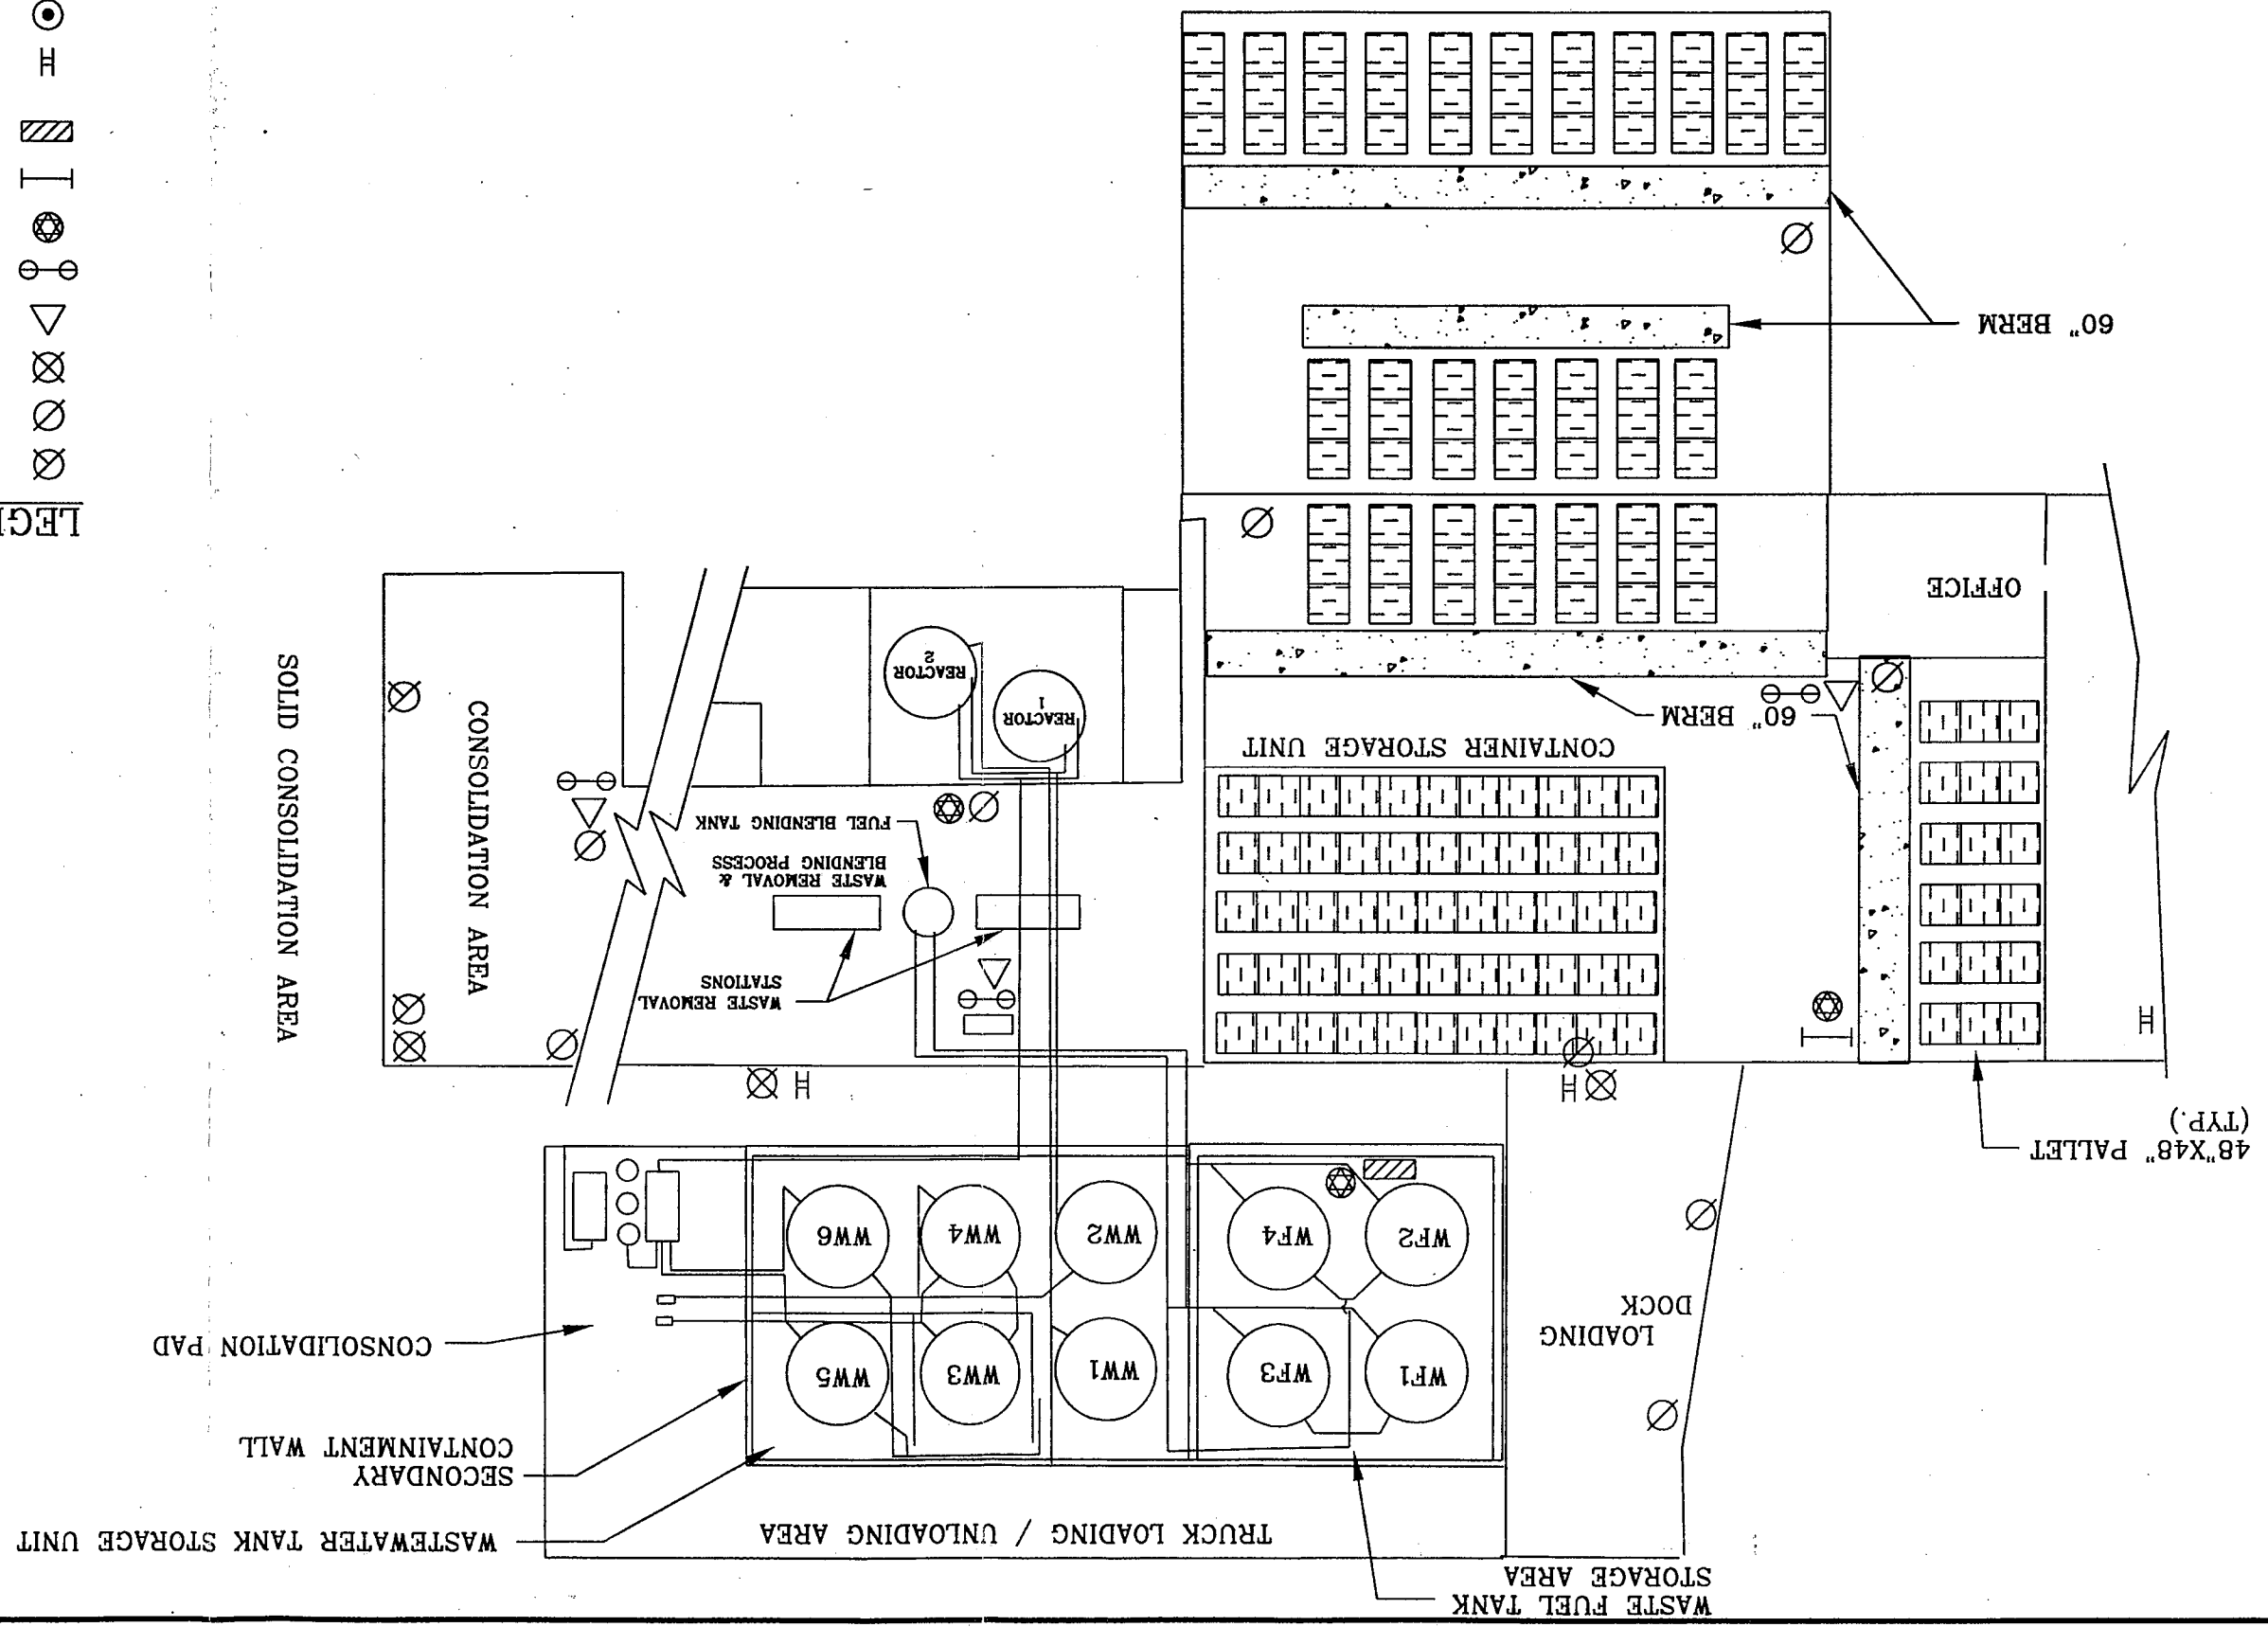 WASTE FUEL TANK
STORAGE AREA
TRUCK LOADING / UNLOADING AREA
WASTEWATER TANK STORAGE UNIT
SECONDARY
CONTAINMENT WALL
CONSOLIDATION PAD
LOADING
DOCK
WF1
WF3
WW1
WW3
WW5
WF2
WF4
WW2
WW4
WW6
48"X48" PALLET
(TYP.)
H
H
H
WASTE REMOVAL
STATIONS
WASTE REMOVAL &
BLENDING PROCESS
FUEL BLENDING TANK
CONTAINER STORAGE UNIT
60" BERM
REACTOR
1
REACTOR
2
CONSOLIDATION AREA
SOLID CONSOLIDATION AREA
OFFICE
60" BERM
H